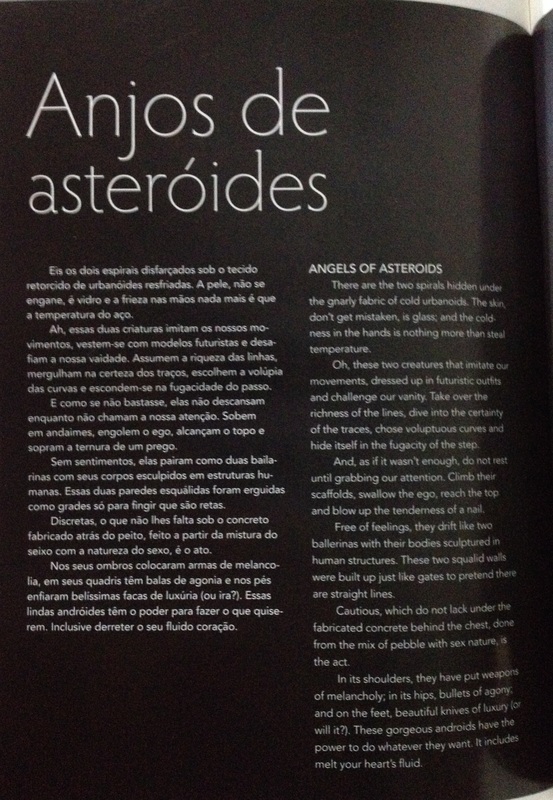 Anjos de
asteróides
Eis os dois espirais disfarçados sob o tecido
retorcido de urbanóides resfriadas. A pele, não se
engane, é vidro e a frieza nas mãos nada mais é que
a temperatura do aço.
Ah, essas duas criaturas imitam os nossos mo-
vimentos, vestem-se com modelos futuristas e desa-
fiam a nossa vaidade. Assumem a riqueza das linhas,
mergulham na certeza dos traços, escolhem a volúpia
das curvas e escondem-se na fugacidade do passo.
E como se não bastasse, elas não descansam
enquanto não chamam a nossa atenção. Sobem
em andaimes, engolem o ego, alcançam o topo e
sopram a ternura de um prego.
Sem sentimentos, elas pairam como duas baila-
rinas com seus corpos esculpidos em estruturas hu-
manas. Essas duas paredes esquálidas foram erguidas
como grades só para fingir que são retas.
Discretas, o que não lhes falta sob o concreto
fabricado atrás do peito, feito a partir da mistura do
seixo com a natureza do sexo, é o ato.
Nos seus ombros colocaram armas de melanco-
lia, em seus quadris têm balas de agonia e nos pés
enfiaram belíssimas facas de luxúria (ou ira?). Essas
lindas andróides têm o poder para fazer o que quise-
rem. Inclusive derreter o seu fluido coração.
ANGELS OF ASTEROIDS
There are the two spirals hidden under
the gnarly fabric of cold urbanoids. The skin,
don't get mistaken, is glass; and the cold-
ness in the hands is nothing more than steal
temperature.
Oh, these two creatures that imitate our
movements, dressed up in futuristic outfits
and challenge our vanity. Take over the
richness of the lines, dive into the certainty
of the traces, chose voluptuous curves and
hide itself in the fugacity of the step.
And, as if it wasn't enough, do not rest
until grabbing our attention. Climb their
scaffolds, swallow the ego, reach the top
and blow up the tenderness of a nail.
Free of feelings, they drift like two
ballerinas with their bodies sculptured in
human structures. These two squalid walls
were built up just like gates to pretend there
are straight lines.
Cautious, which do not lack under the
fabricated concrete behind the chest, done
from the mix of pebble with sex nature, is
the act.
In its shoulders, they have put weapons
of melancholy; in its hips, bullets of agony;
and on the feet, beautiful knives of luxury (or
will it?). These gorgeous androids have the
power to do whatever they want. It includes
melt your heart's fluid.